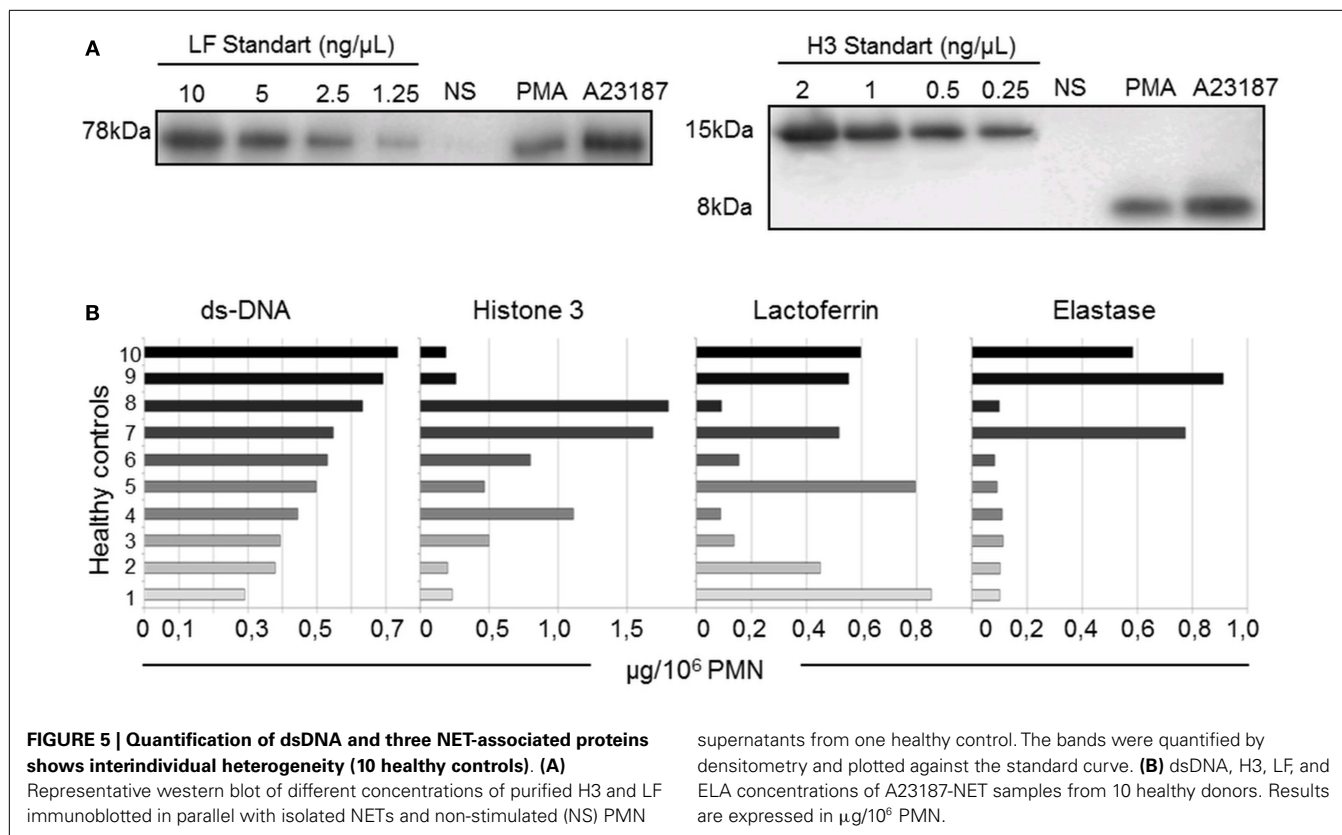 A
LF Standart (ng/µL)
10 5 2.5 1.25 NS PMA A23187
78kDa
H3 Standart (ng/µL)
2 1 0.5 0.25 NS PMA A23187
15kDa
8kDa
B
ds-DNA Histone 3 Lactoferrin Elastase
Healthy controls
10
9
8
7
6
5
4
3
2
1
0 0,1 0,3 0,5 0,7 0 0,5 1,0 1,5 0 0,2 0,4 0,6 0,8 0 0,2 0,4 0,6 0,8 1,0
µg/10⁶ PMN
FIGURE 5 | Quantification of dsDNA and three NET-associated proteins
shows interindividual heterogeneity (10 healthy controls). (A)
Representative western blot of different concentrations of purified H3 and LF
immunoblotted in parallel with isolated NETs and non-stimulated (NS) PMN
supernatants from one healthy control. The bands were quantified by
densitometry and plotted against the standard curve. (B) dsDNA, H3, LF, and
ELA concentrations of A23187-NET samples from 10 healthy donors. Results
are expressed in µg/10⁶ PMN.